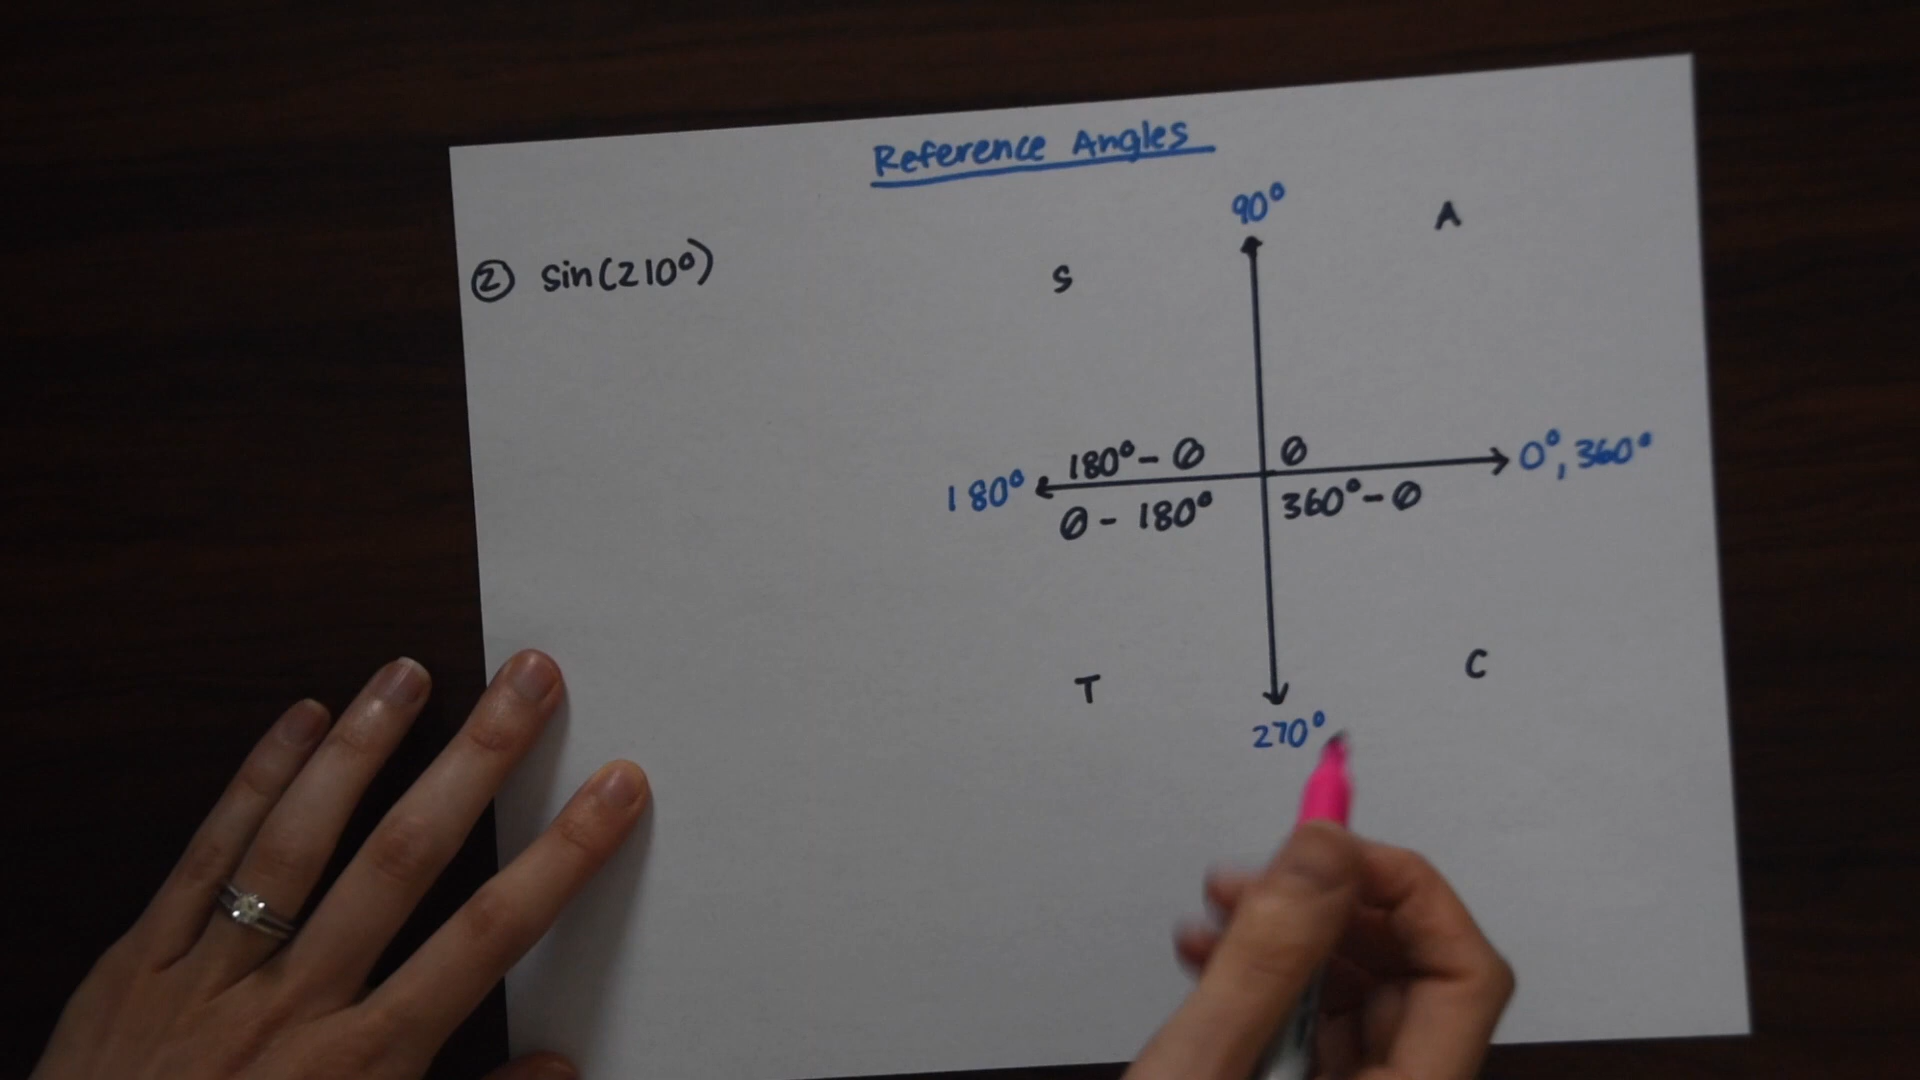 Reference Angles
② sin(210°)
90°
A
S
180° - θ
θ
0°, 360°
180°
θ - 180°
360° - θ
T
C
270°